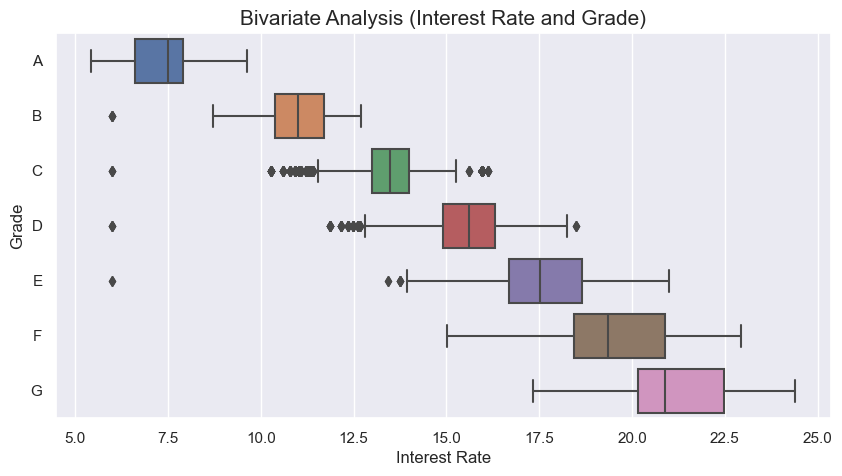 Bivariate Analysis (Interest Rate and Grade)
A
B
C
D
E
F
G
Grade
5.0 7.5 10.0 12.5 15.0 17.5 20.0 22.5 25.0
Interest Rate